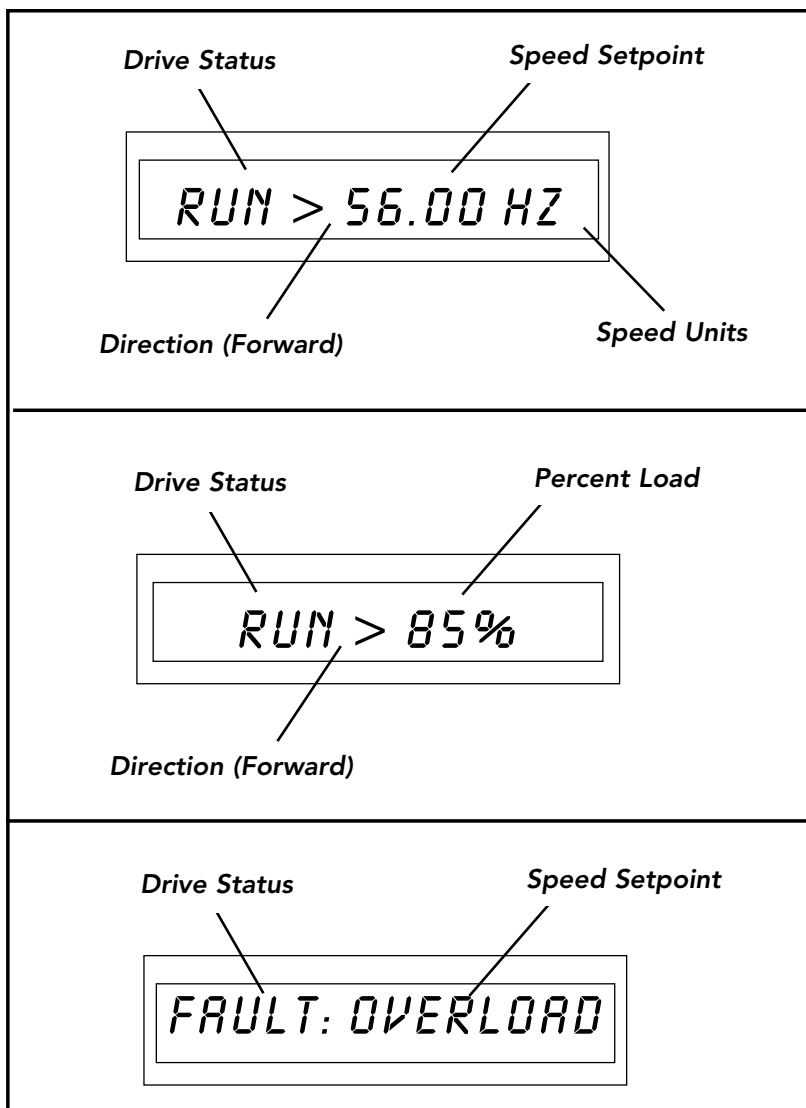 Drive Status Speed Setpoint
RUN > 56.00 HZ
Direction (Forward) Speed Units
Drive Status Percent Load
RUN > 85%
Direction (Forward)
Drive Status Speed Setpoint
FAULT: OVERLOAD